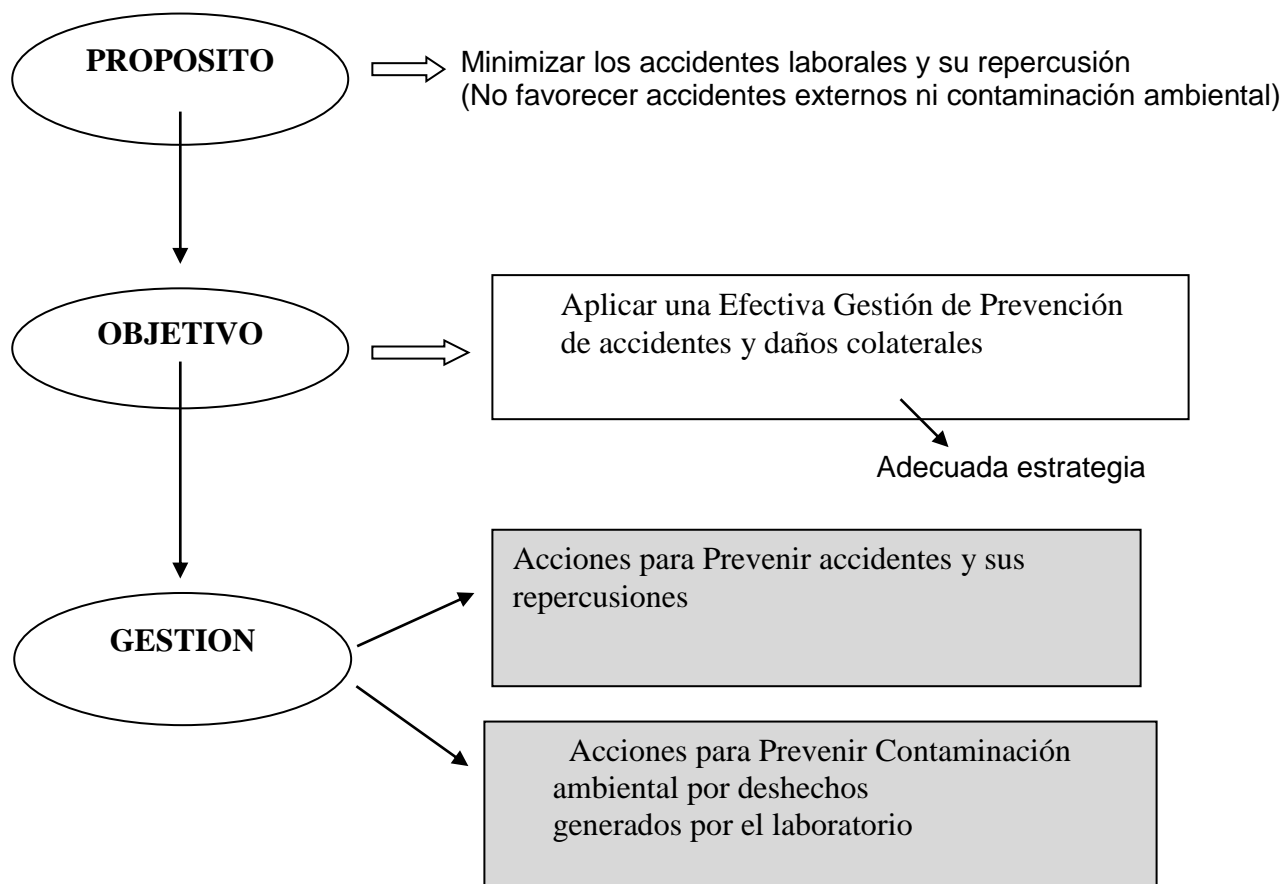 PROPOSITO
Minimizar los accidentes laborales y su repercusión
(No favorecer accidentes externos ni contaminación ambiental)
OBJETIVO
Aplicar una Efectiva Gestión de Prevención
de accidentes y daños colaterales
Adecuada estrategia
GESTION
Acciones para Prevenir accidentes y sus
repercusiones
Acciones para Prevenir Contaminación
ambiental por deshechos
generados por el laboratorio